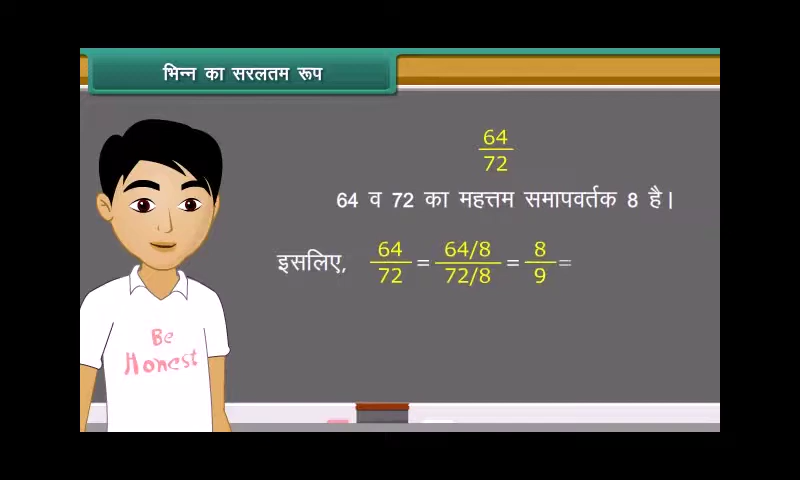 भिन्न का सरलतम रूप
64
72
64 व 72 का महत्तम समापवर्तक 8 है।
इसलिए, 64/72 = 64/8 / 72/8 = 8/9 =
Be
Honest